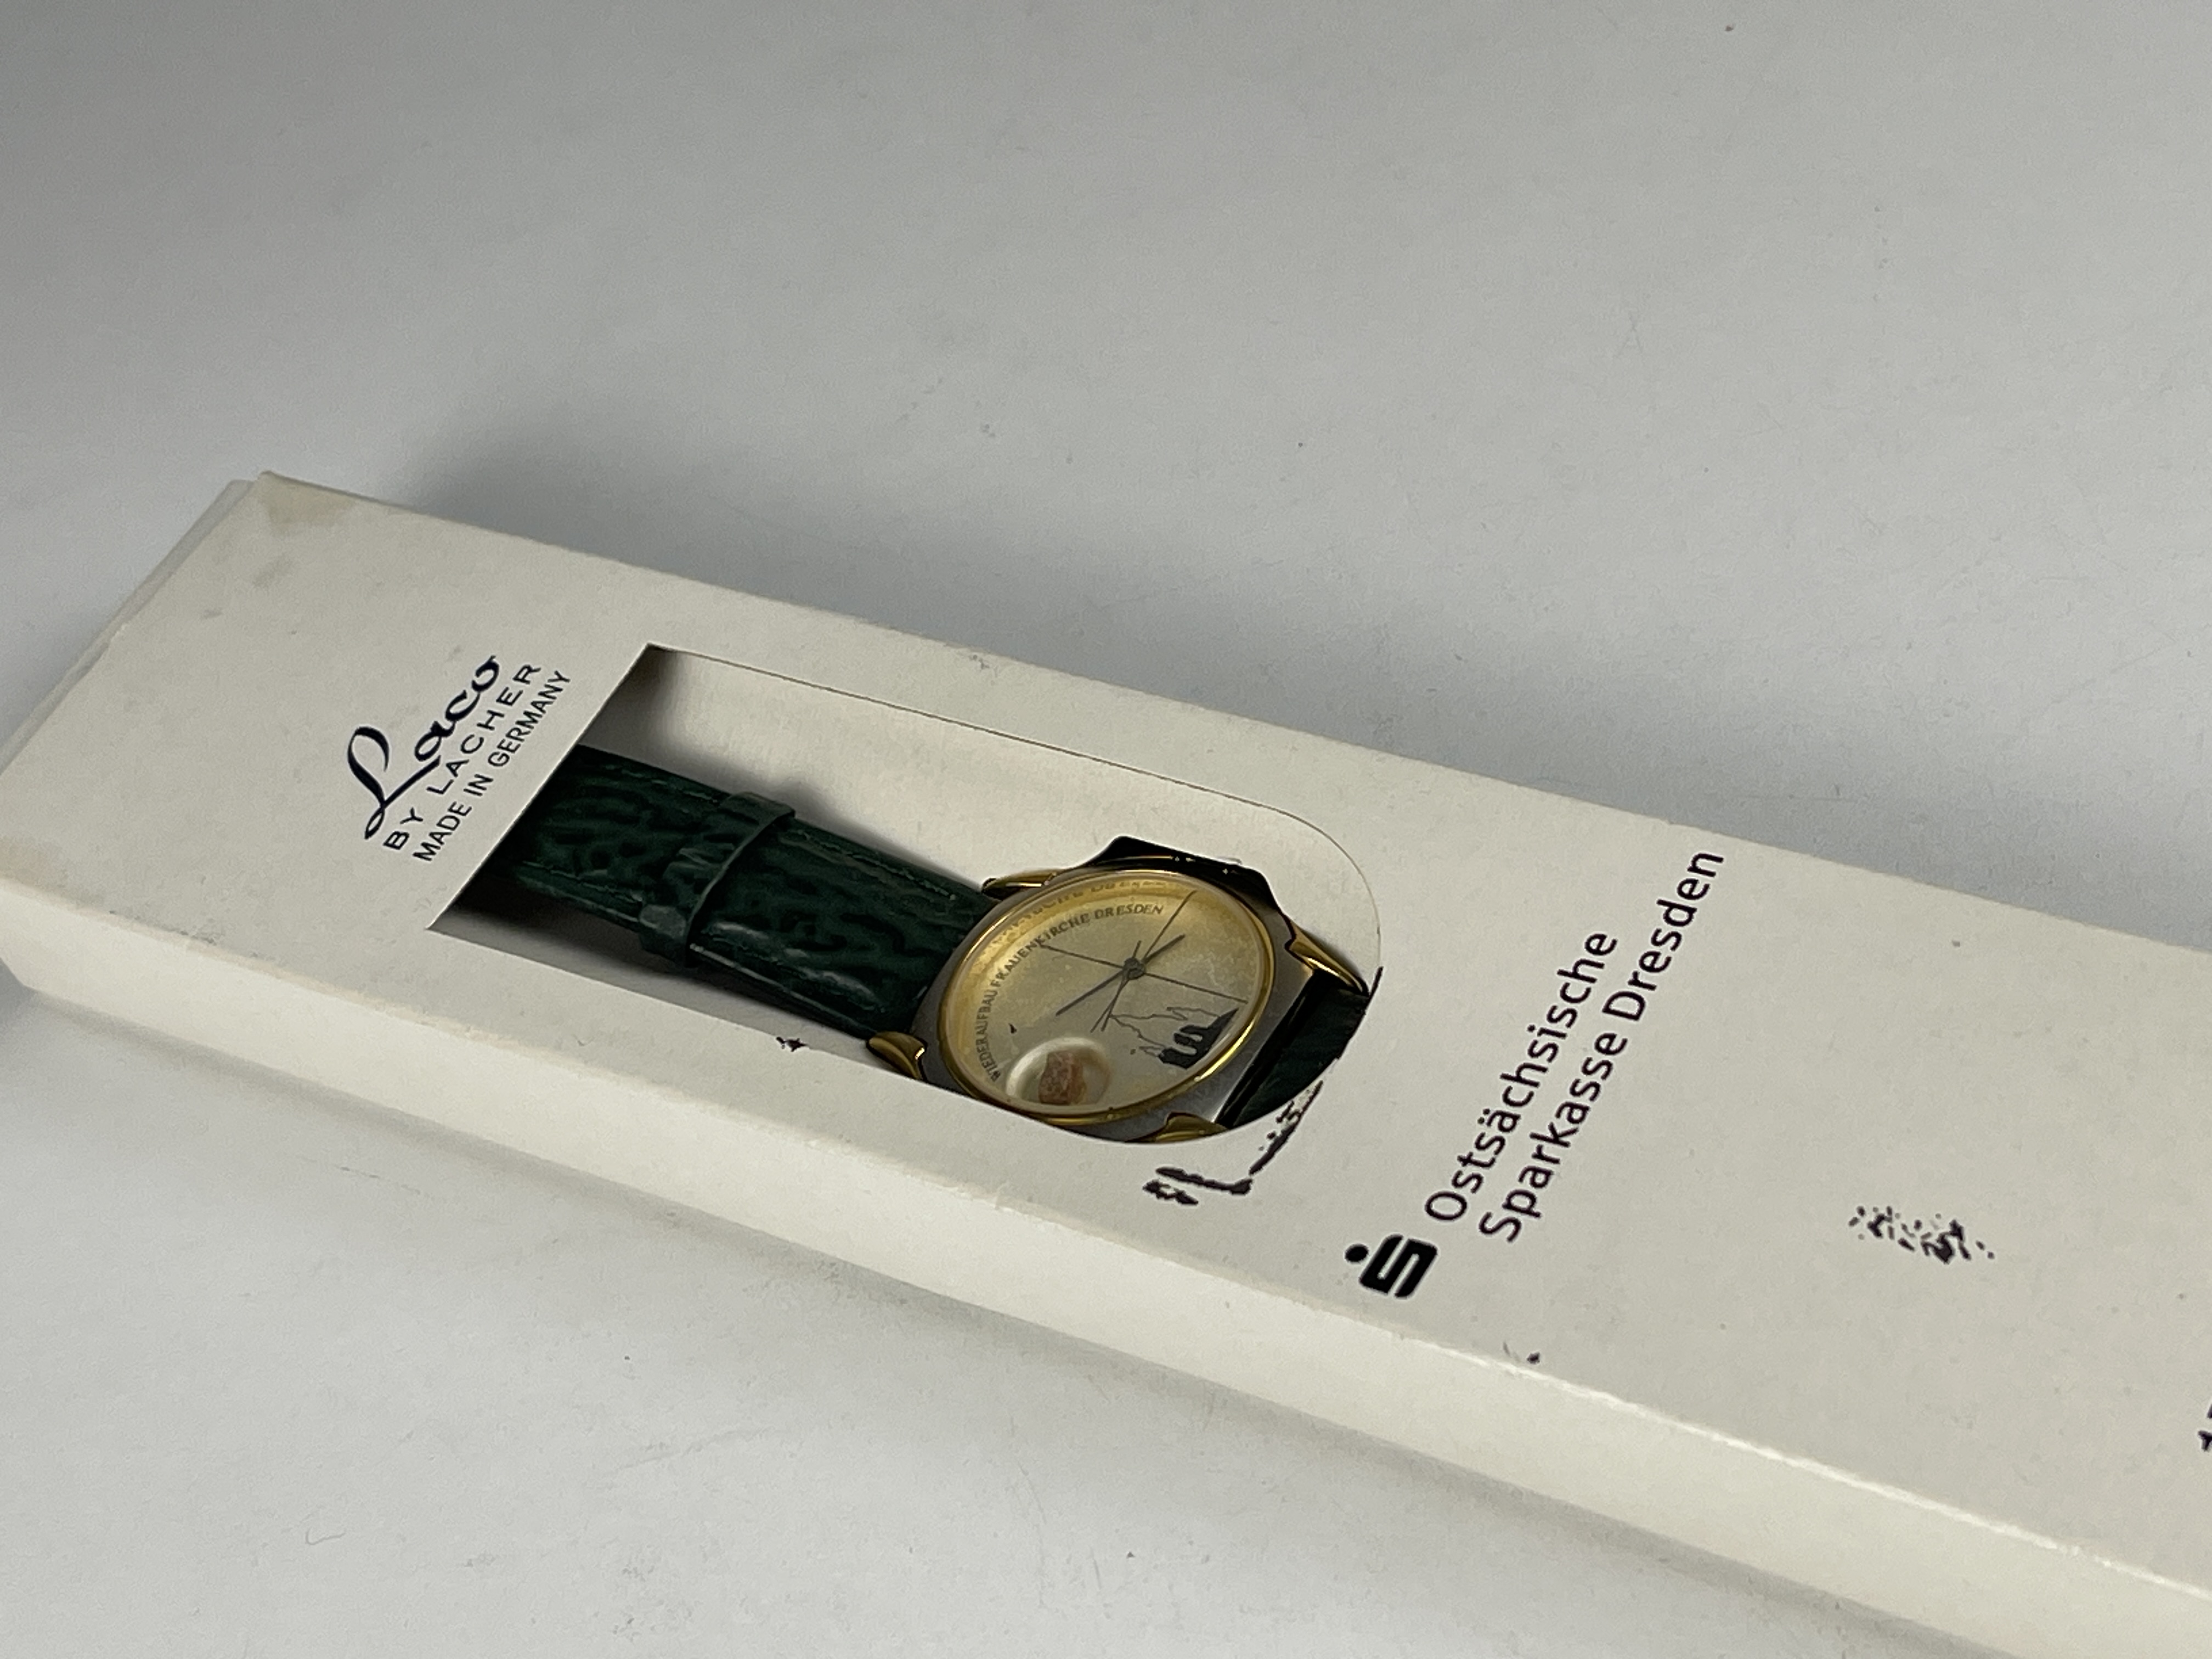 Laco
BY LACHER
MADE IN GERMANY
WIEDERAUFBAU FRAUENKIRCHE DRESDEN
Ostsächsische
Sparkasse Dresden